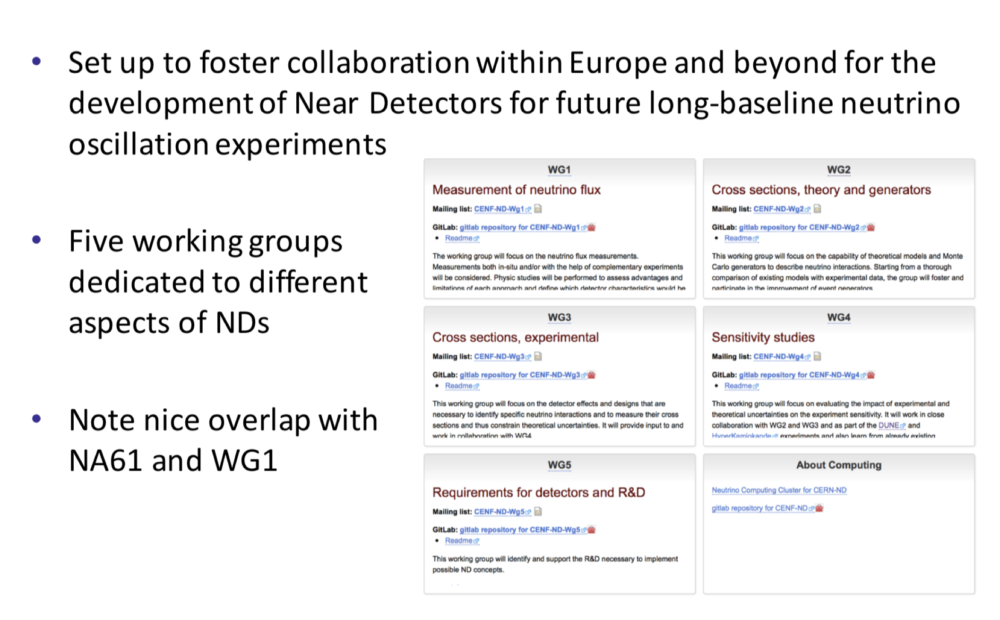 • Set up to foster collaboration within Europe and beyond for the
development of Near Detectors for future long-baseline neutrino
oscillation experiments
• Five working groups
dedicated to different
aspects of NDs
• Note nice overlap with
NA61 and WG1
WG1
Measurement of neutrino flux
Mailing list: CENF-ND-Wg1
GitLab: gitlab repository for CENF-ND-Wg1
• Readme
The working group will focus on the neutrino flux measurements.
Measurements both in-situ and/or with the help of complementary experiments
will be considered. Physic studies will be performed to assess advantages and
limitations of each approach and define which detector characteristics would be
WG2
Cross sections, theory and generators
Mailing list: CENF-ND-Wg2
GitLab: gitlab repository for CENF-ND-Wg2
• Readme
This working group will focus on the capability of theoretical models and Monte
Carlo generators to describe neutrino interactions. Starting from a thorough
comparison of existing models with experimental data, the group will foster and
participate in the improvement of event generators
WG3
Cross sections, experimental
Mailing list: CENF-ND-Wg3
GitLab: gitlab repository for CENF-ND-Wg3
• Readme
This working group will focus on the detector effects and designs that are
necessary to identify specific neutrino interactions and to measure their cross
sections and thus constrain theoretical uncertainties. It will provide input to and
work in collaboration with WG4
WG4
Sensitivity studies
Mailing list: CENF-ND-Wg4
GitLab: gitlab repository for CENF-ND-Wg4
• Readme
This working group will focus on evaluating the impact of experimental and
theoretical uncertainties on the experiment sensitivity. It will work in close
collaboration with WG2 and WG3 and as part of the DUNE and
HyperKamiokande experiments and also learn from already existing
WG5
Requirements for detectors and R&D
Mailing list: CENF-ND-Wg5
GitLab: gitlab repository for CENF-ND-Wg5
• Readme
This working group will identify and support the R&D necessary to implement
possible ND concepts.
About Computing
Neutrino Computing Cluster for CERN-ND
gitlab repository for CENF-ND